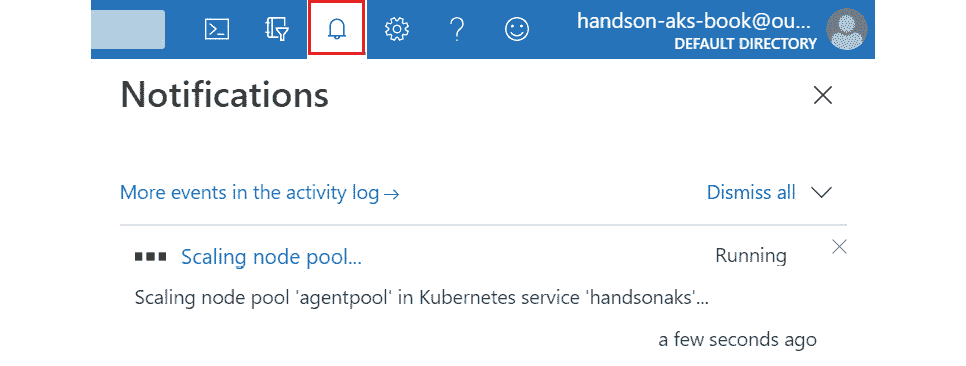 handson-aks-book@ou...
DEFAULT DIRECTORY
Notifications
More events in the activity log→
Dismiss all
Scaling node pool...
Running
Scaling node pool 'agentpool' in Kubernetes service 'handsonaks'...
a few seconds ago